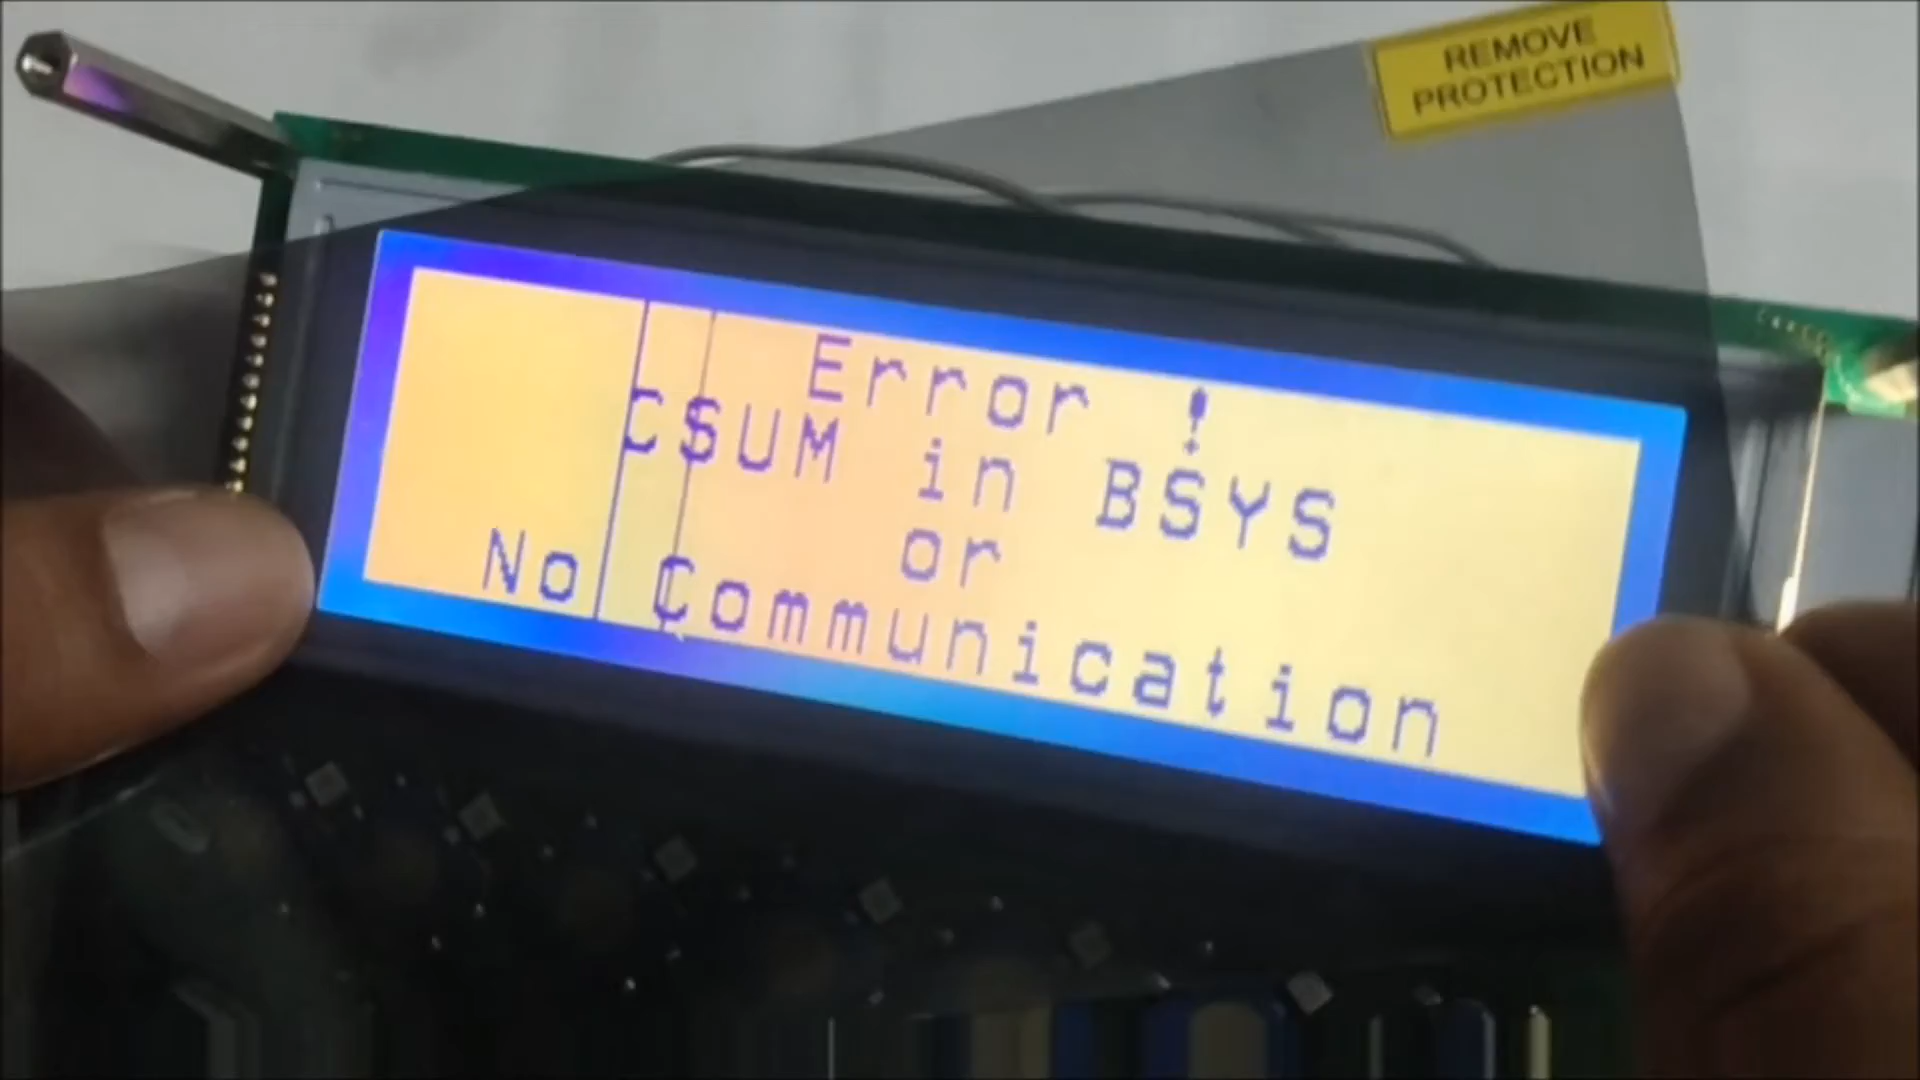 REMOVE
PROTECTION
Error !
CSUM in BSYS
or
No Communication